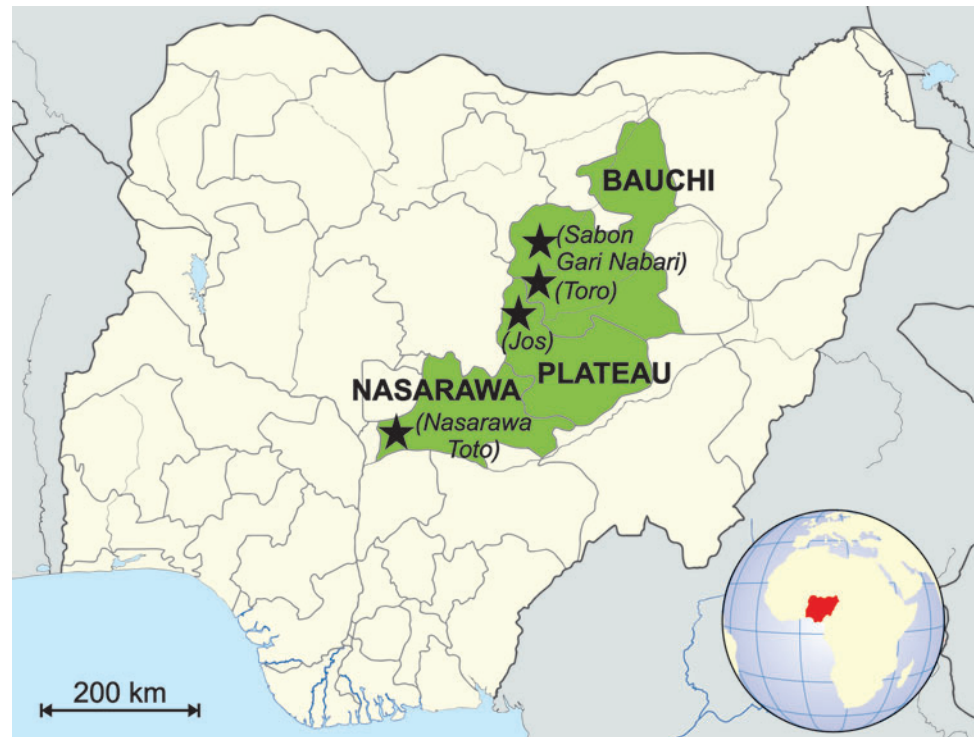 BAUCHI
(Sabon
Gari Nabari)
(Toro)
(Jos)
PLATEAU
NASARAWA
(Nasarawa
Toto)
200 km